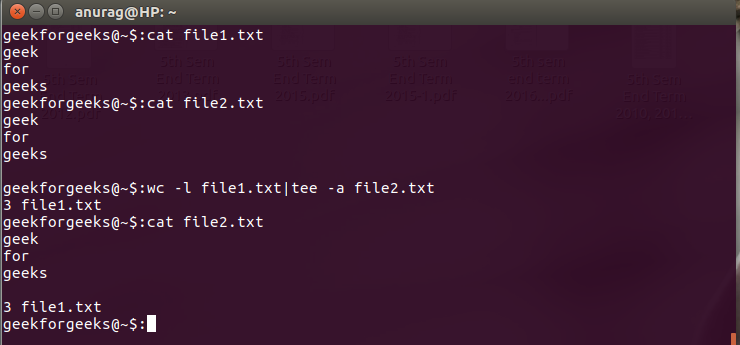 anurag@HP: ~
geekforgeeks@~$:cat file1.txt
geek
for
geeks
geekforgeeks@~$:cat file2.txt
geek
for
geeks

geekforgeeks@~$:wc -l file1.txt|tee -a file2.txt
3 file1.txt
geekforgeeks@~$:cat file2.txt
geek
for
geeks

3 file1.txt
geekforgeeks@~$: